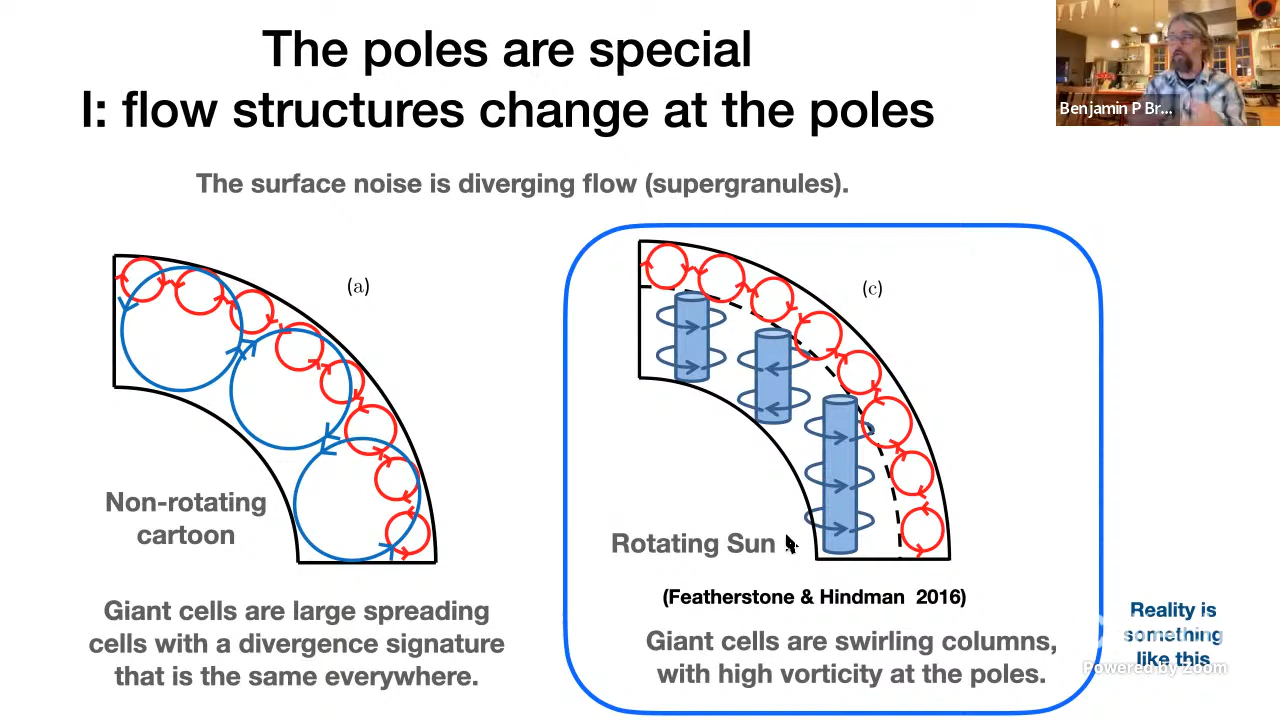 The poles are special
I: flow structures change at the poles
Benjamin P Br...
The surface noise is diverging flow (supergranules).
(a)
(c)
Non-rotating
cartoon
Rotating Sun
(Featherstone & Hindman 2016)
Giant cells are large spreading
cells with a divergence signature
that is the same everywhere.
Giant cells are swirling columns,
with high vorticity at the poles.
Reality is
something
like this
Powered by Zoom